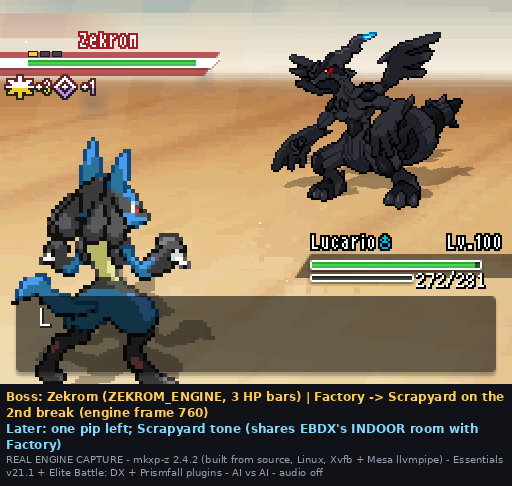 Zekrom
+3 +1
Lucario Lv.100
272/281
L
Boss: Zekrom (ZEKROM_ENGINE, 3 HP bars) | Factory -> Scrapyard on the
2nd break (engine frame 760)
Later: one pip left; Scrapyard tone (shares EBDX's INDOOR room with
Factory)
REAL ENGINE CAPTURE - mkxp-z 2.4.2 (built from source, Linux, Xvfb + Mesa llvmpipe) - Essentials
v21.1 + Elite Battle: DX + Prismfall plugins - AI vs AI - audio off